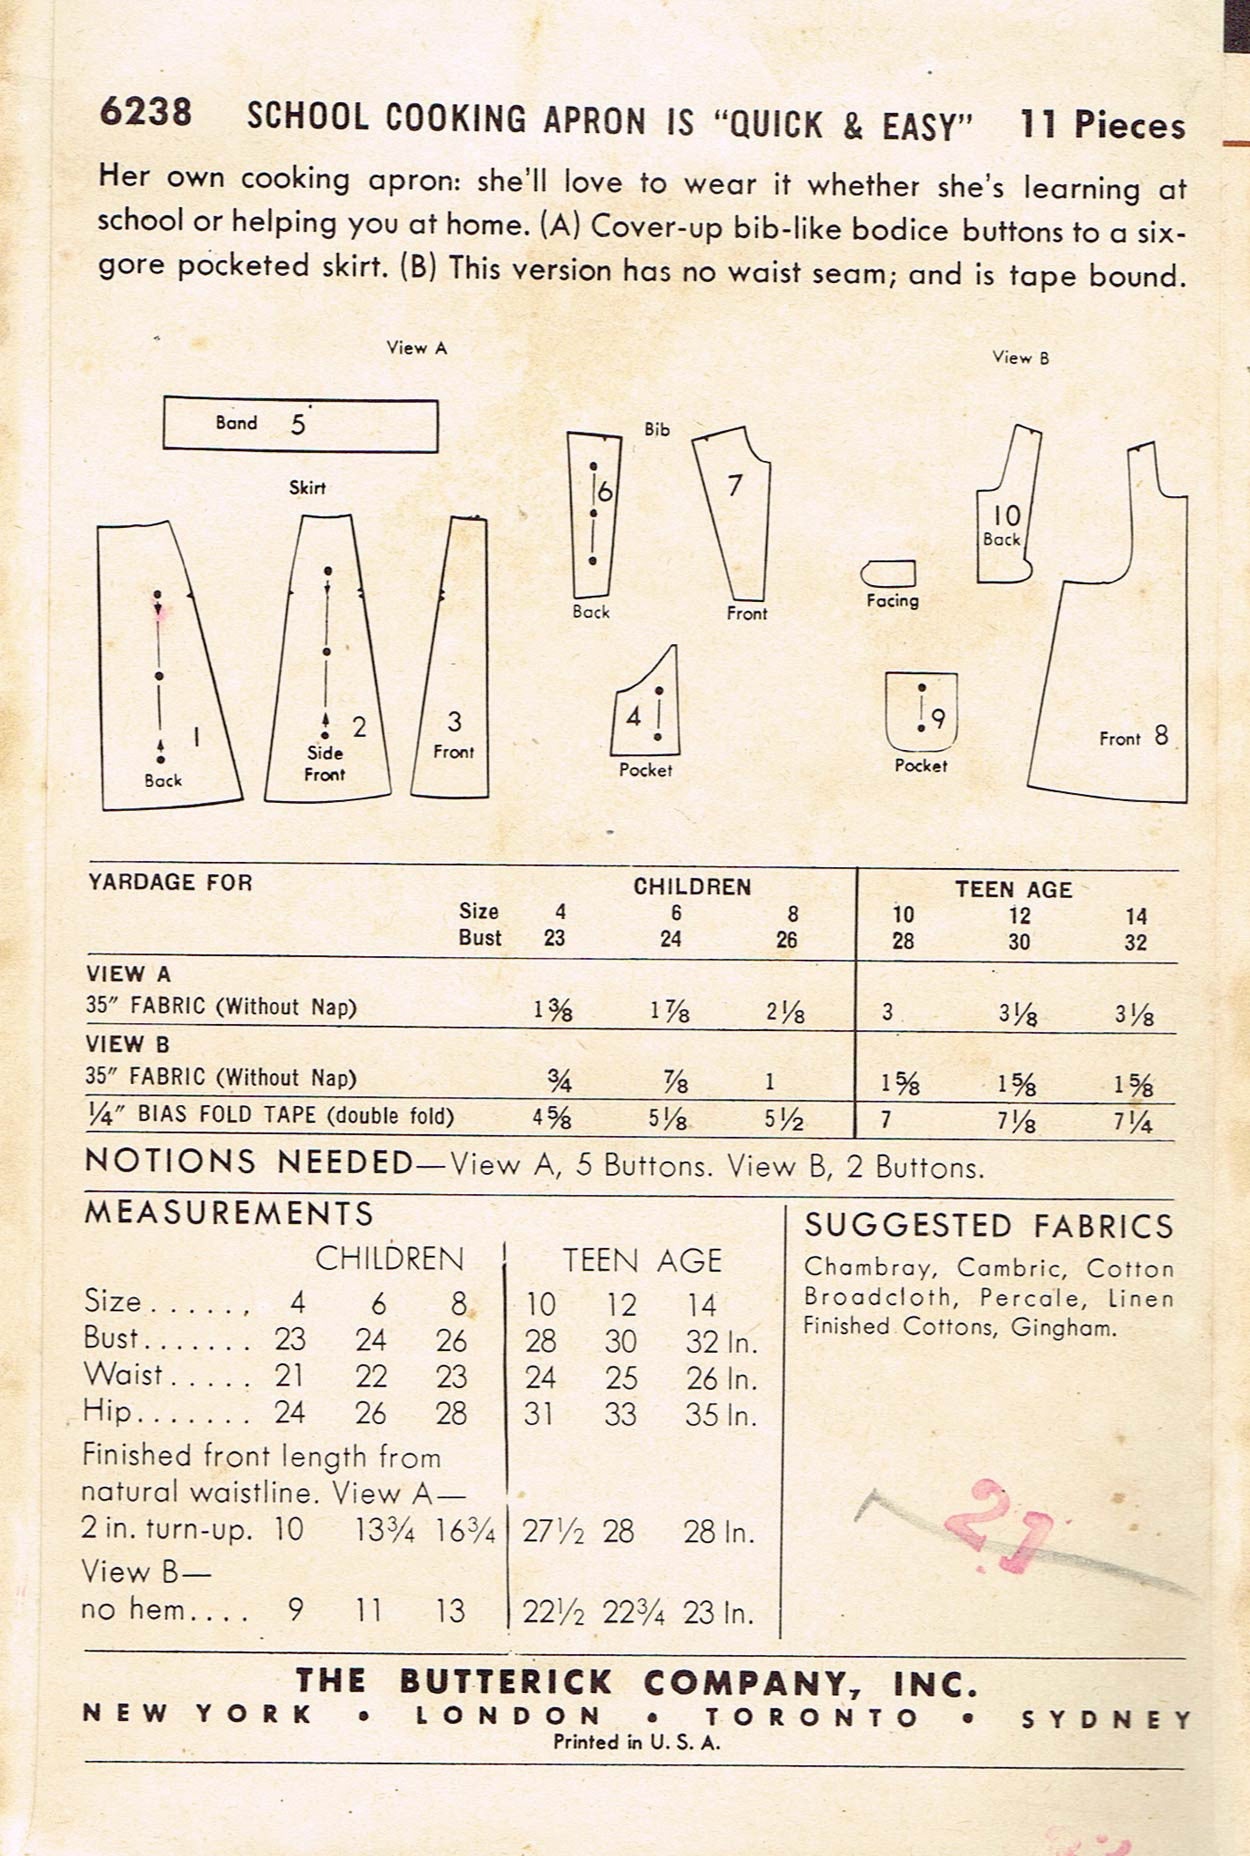 6238 SCHOOL COOKING APRON IS "QUICK & EASY" 11 Pieces
Her own cooking apron: she'll love to wear it whether she's learning at
school or helping you at home. (A) Cover-up bib-like bodice buttons to a six-
gore pocketed skirt. (B) This version has no waist seam; and is tape bound.
View A
View B
Band 5
Bib
Skirt
6
7
10
Back
Back
Front
Facing
1
Back
2
Side
Front
3
Front
4
Pocket
9
Pocket
Front 8
YARDAGE FOR CHILDREN TEEN AGE
Size 4 6 8 10 12 14
Bust 23 24 26 28 30 32
VIEW A
35" FABRIC (Without Nap) 1⅜ 1⅞ 2⅛ 3 3⅛ 3⅛
VIEW B
35" FABRIC (Without Nap) ¾ ⅞ 1 1⅝ 1⅝ 1⅝
¼" BIAS FOLD TAPE (double fold) 4⅝ 5⅛ 5½ 7 7⅛ 7¼
NOTIONS NEEDED—View A, 5 Buttons. View B, 2 Buttons.
MEASUREMENTS
CHILDREN TEEN AGE
Size...... 4 6 8 10 12 14
Bust....... 23 24 26 28 30 32 In.
Waist..... 21 22 23 24 25 26 In.
Hip....... 24 26 28 31 33 35 In.
Finished front length from
natural waistline. View A—
2 in. turn-up. 10 13¾ 16¾ 27½ 28 28 In.
View B—
no hem.... 9 11 13 22½ 22¾ 23 In.
SUGGESTED FABRICS
Chambray, Cambric, Cotton
Broadcloth, Percale, Linen
Finished Cottons, Gingham.
21
THE BUTTERICK COMPANY, INC.
NEW YORK • LONDON • TORONTO • SYDNEY
Printed in U. S. A.